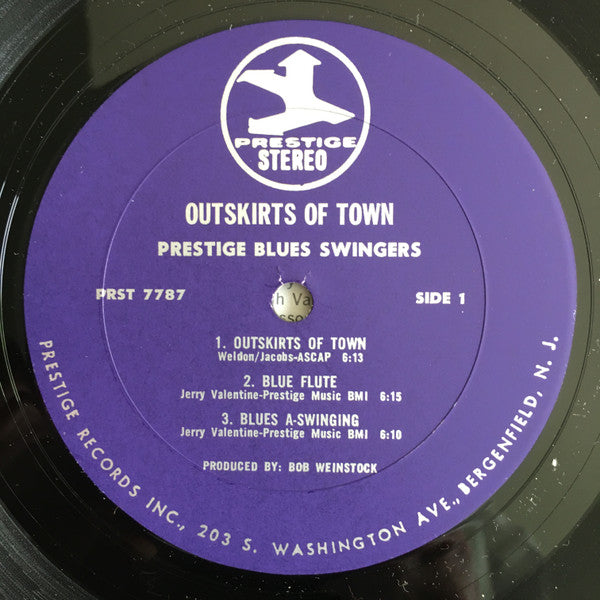 PRESTIGE
STEREO
OUTSKIRTS OF TOWN
PRESTIGE BLUES SWINGERS
PRST 7787
SIDE 1
1. OUTSKIRTS OF TOWN
Weldon/Jacobs-ASCAP 6:13
2. BLUE FLUTE
Jerry Valentine-Prestige Music BMI 6:15
3. BLUES A-SWINGING
Jerry Valentine-Prestige Music BMI 6:10
PRODUCED BY: BOB WEINSTOCK
PRESTIGE RECORDS INC., 203 S. WASHINGTON AVE., BERGENFIELD, N. J.